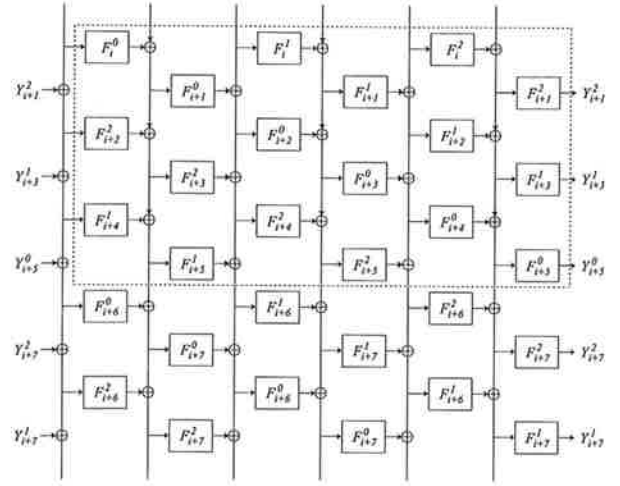 F_i^0 F_i^1 F_i^2
Y_{i+1}^2 F_{i+1}^0 F_{i+1}^1 F_{i+1}^2 Y_{i+1}^2
F_{i+2}^2 F_{i+2}^0 F_{i+2}^1
Y_{i+3}^1 F_{i+3}^2 F_{i+3}^0 F_{i+3}^1 Y_{i+3}^1
F_{i+4}^1 F_{i+4}^2 F_{i+4}^0
Y_{i+5}^0 F_{i+5}^1 F_{i+5}^2 F_{i+5}^0 Y_{i+5}^0
F_{i+6}^0 F_{i+6}^1 F_{i+6}^2
Y_{i+7}^2 F_{i+7}^0 F_{i+7}^1 F_{i+7}^2 Y_{i+7}^2
F_{i+6}^2 F_{i+6}^0 F_{i+6}^1
Y_{i+7}^1 F_{i+7}^2 F_{i+7}^0 F_{i+7}^1 Y_{i+7}^1